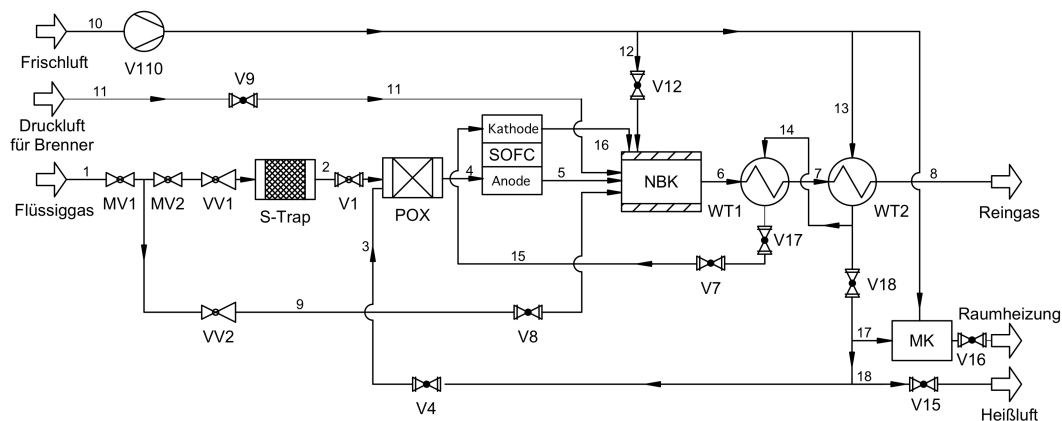 10
Frischluft
V110
12
V12
13
11
V9
11
Druckluft
für Brenner
Kathode
SOFC
Anode
16
14
1
2
4
5
NBK
6
7
8
MV1
MV2
VV1
S-Trap
V1
POX
WT1
WT2
Flüssiggas
Reingas
3
15
V17
V7
V18
9
VV2
V8
17
MK
Raumheizung
V16
V4
18
V15
Heißluft